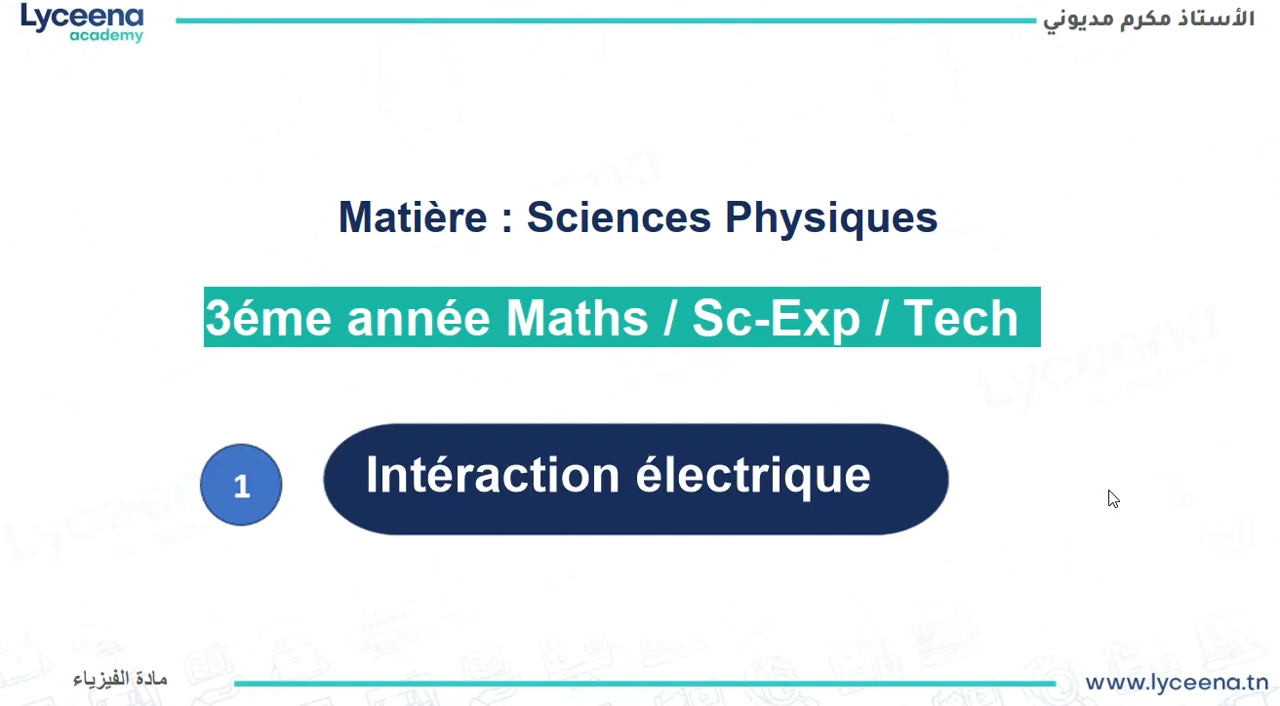 Lyceena
academy
الأستاذ مكرم مديوني
Matière : Sciences Physiques
3éme année Maths / Sc-Exp / Tech
1
Intéraction électrique
مادة الفيزياء
www.lyceena.tn